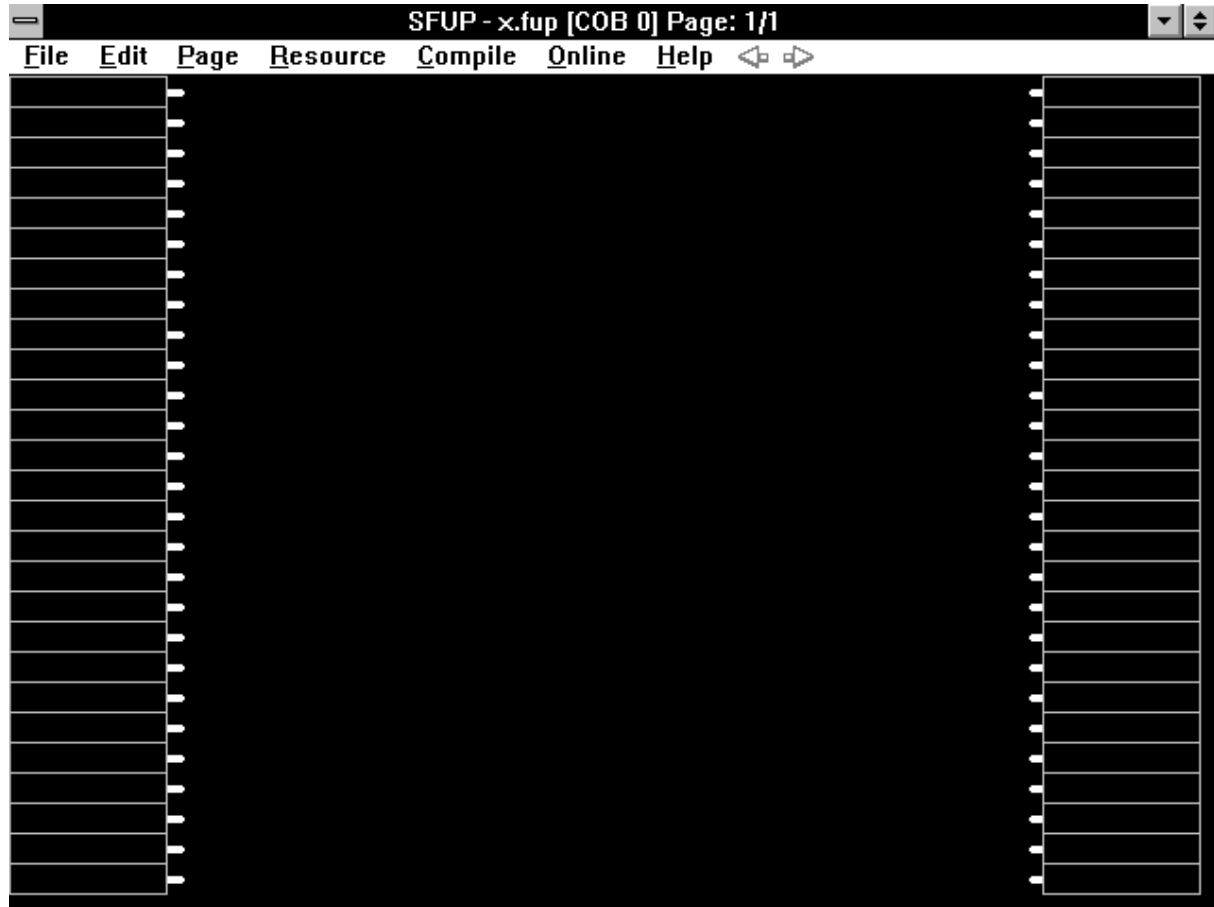 SFUP - x.fup [COB 0] Page: 1/1
File Edit Page Resource Compile Online Help